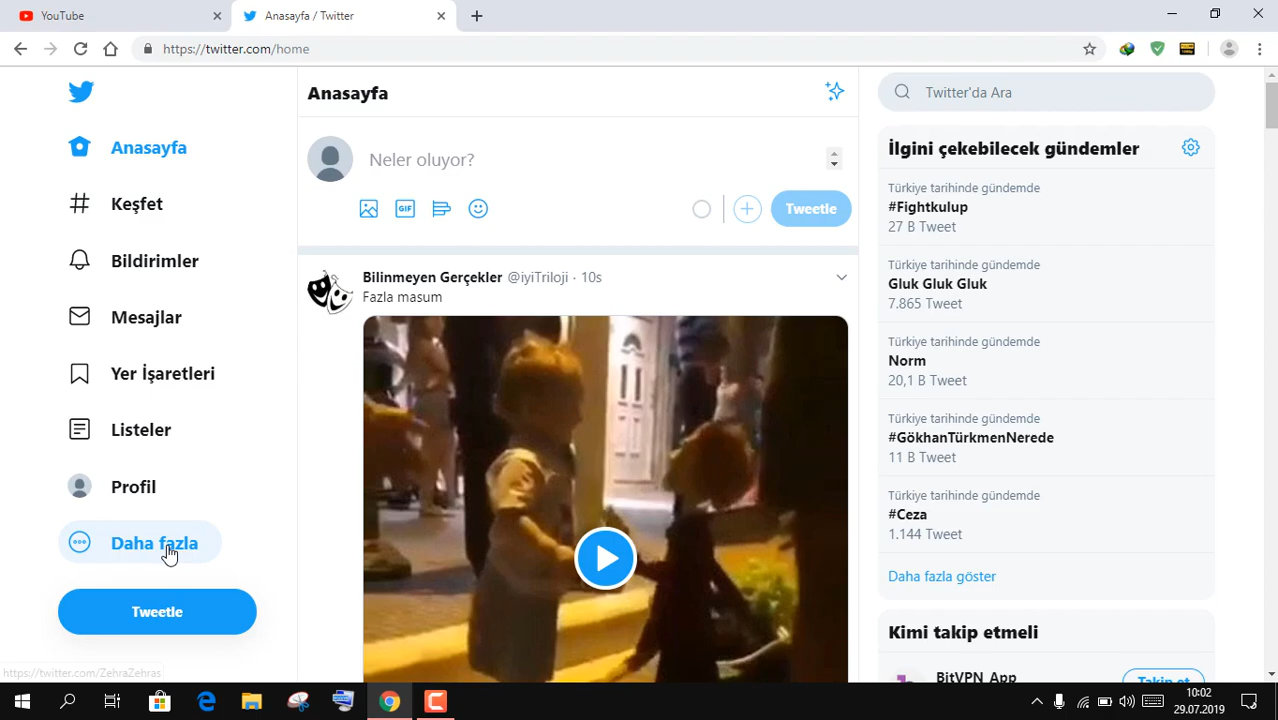 YouTube
Anasayfa / Twitter
https://twitter.com/home
Anasayfa
Keşfet
Bildirimler
Mesajlar
Yer İşaretleri
Listeler
Profil
Daha fazla
Tweetle
https://twitter.com/ZehraZehras
Anasayfa
Neler oluyor?
GIF
Tweetle
Bilinmeyen Gerçekler @iyiTriloji · 10s
Fazla masum
Twitter'da Ara
İlgini çekebilecek gündemler
Türkiye tarihinde gündemde
#Fightkulup
27 B Tweet
Türkiye tarihinde gündemde
Gluk Gluk Gluk
7.865 Tweet
Türkiye tarihinde gündemde
Norm
20,1 B Tweet
Türkiye tarihinde gündemde
#GökhanTürkmenNerede
11 B Tweet
Türkiye tarihinde gündemde
#Ceza
1.144 Tweet
Daha fazla göster
Kimi takip etmeli
BitVPN_App
Takip et
10:02
29.07.2019